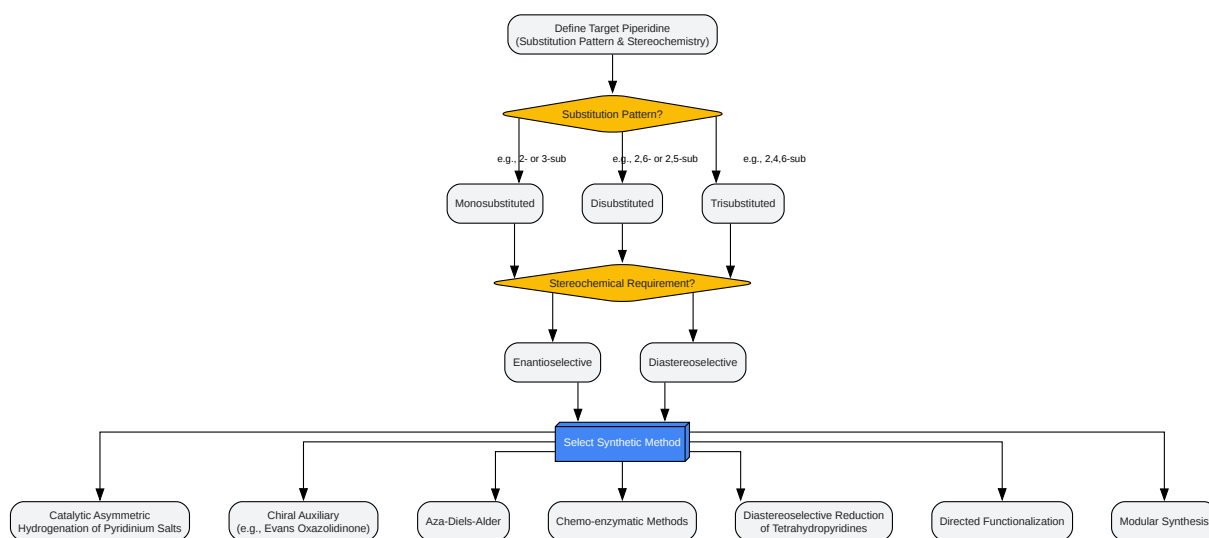 Define Target Piperidine
(Substitution Pattern & Stereochemistry)
Substitution Pattern?
e.g., 2- or 3-sub
e.g., 2,6- or 2,5-sub
e.g., 2,4,6-sub
Monosubstituted
Disubstituted
Trisubstituted
Stereochemical Requirement?
Enantioselective
Diastereoselective
Select Synthetic Method
Catalytic Asymmetric
Hydrogenation of Pyridinium Salts
Chiral Auxiliary
(e.g., Evans Oxazolidinone)
Aza-Diels-Alder
Chemo-enzymatic Methods
Diastereoselective Reduction
of Tetrahydropyridines
Directed Functionalization
Modular Synthesis